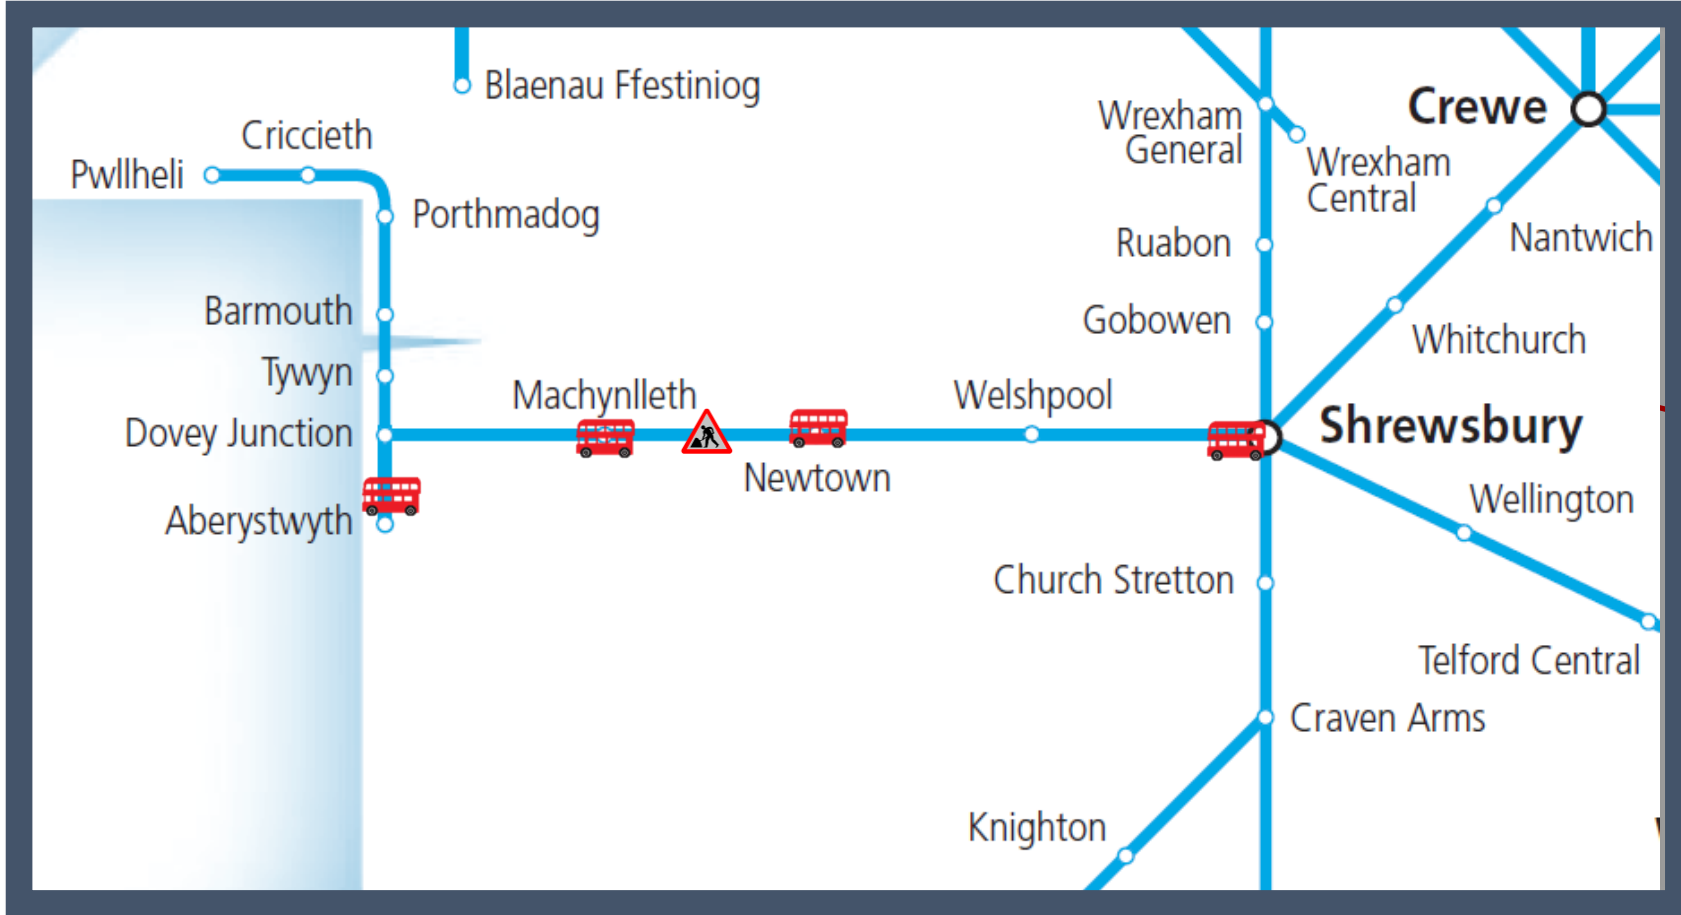 Blaenau Ffestiniog
Criccieth
Pwllheli
Porthmadog
Barmouth
Tywyn
Dovey Junction
Aberystwyth
Machynlleth
Newtown
Welshpool
Wrexham
General
Wrexham
Central
Crewe
Ruabon
Nantwich
Gobowen
Whitchurch
Shrewsbury
Wellington
Church Stretton
Telford Central
Craven Arms
Knighton